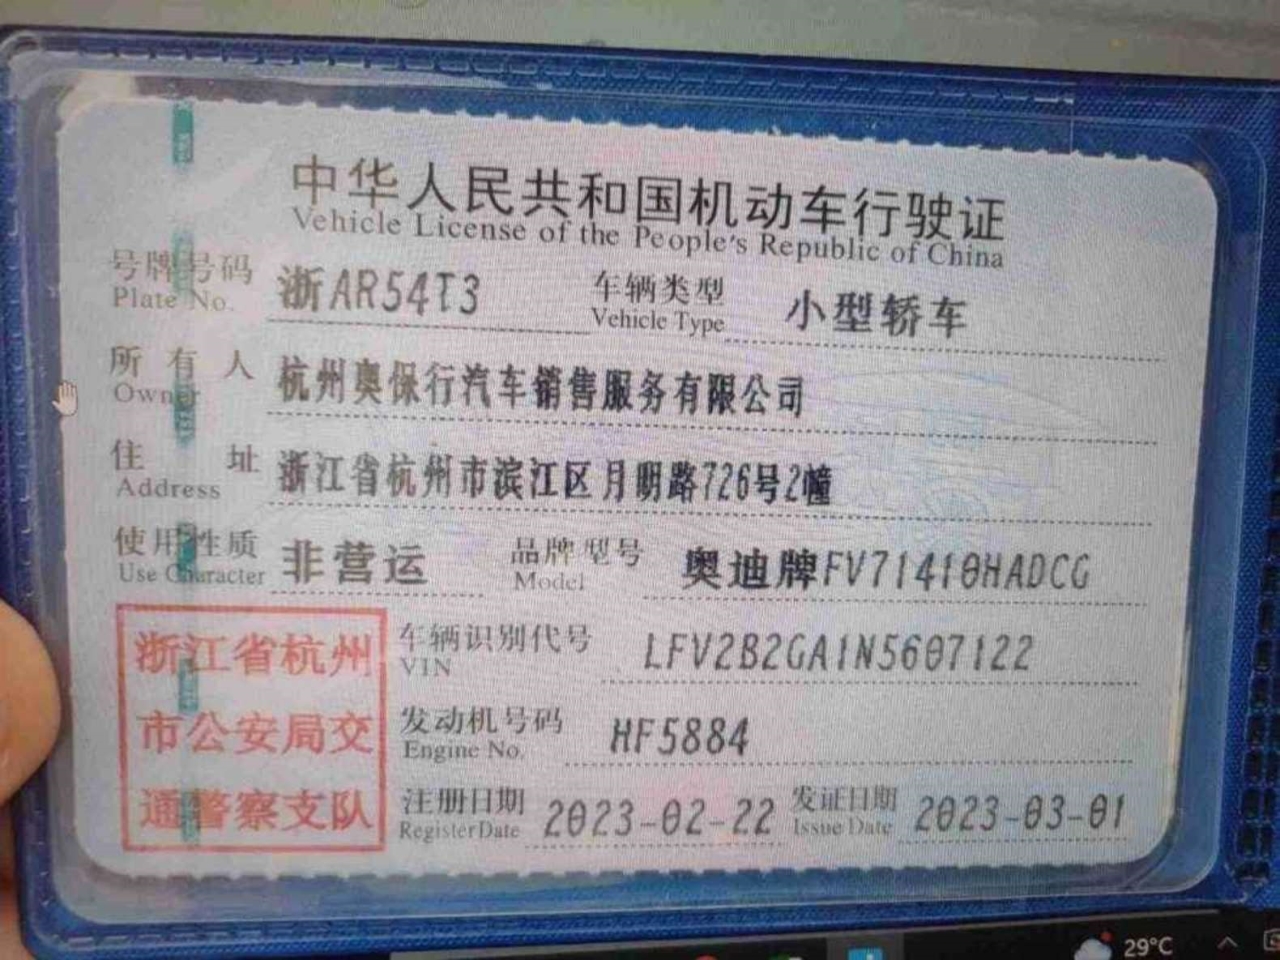 中华人民共和国机动车行驶证
Vehicle License of the People's Republic of China
号牌号码 浙AR54T3 车辆类型 小型轿车
Plate No. Vehicle Type
所有人 杭州奥保行汽车销售服务有限公司
Owner
住址 浙江省杭州市滨江区月明路726号2幢
Address
使用性质 非营运 品牌型号 奥迪牌FV71410HADCG
Use Character Model
浙江省杭州 车辆识别代号 LFV2B2GA1N5607122
VIN
市公安局交 发动机号码 HF5884
Engine No.
通警察支队 注册日期 2023-02-22 发证日期 2023-03-01
Register Date Issue Date
29°C